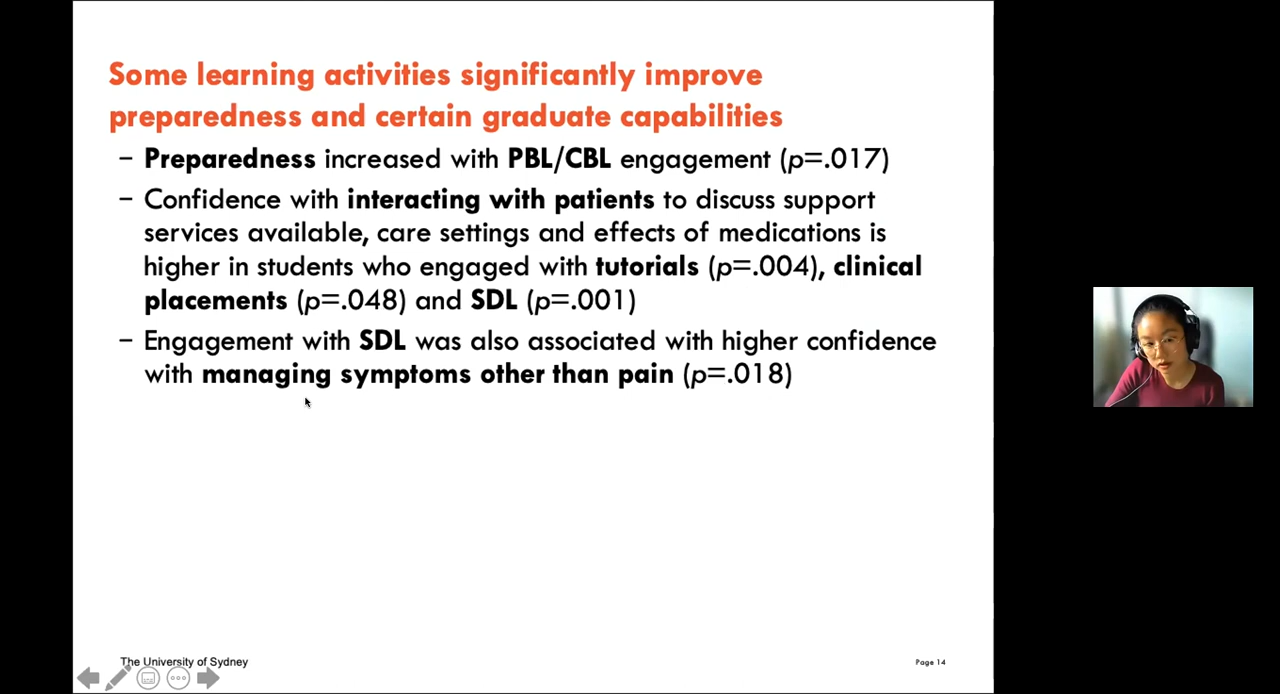 Some learning activities significantly improve
preparedness and certain graduate capabilities
– Preparedness increased with PBL/CBL engagement (p=.017)
– Confidence with interacting with patients to discuss support
services available, care settings and effects of medications is
higher in students who engaged with tutorials (p=.004), clinical
placements (p=.048) and SDL (p=.001)
– Engagement with SDL was also associated with higher confidence
with managing symptoms other than pain (p=.018)
The University of Sydney
Page 14